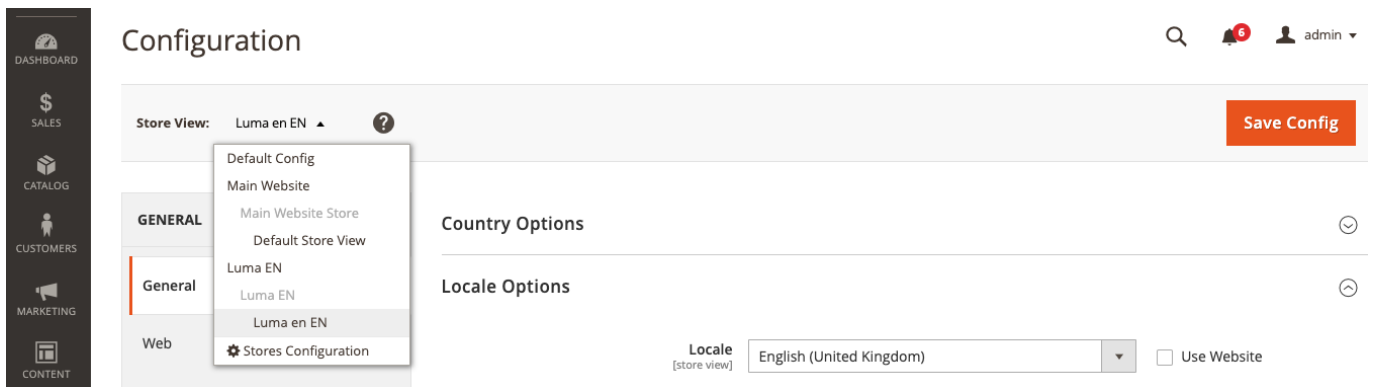 DASHBOARD
SALES
CATALOG
CUSTOMERS
MARKETING
CONTENT
Configuration
6
admin
Store View:
Luma en EN
?
Save Config
Default Config
Main Website
Main Website Store
Default Store View
Luma EN
Luma EN
Luma en EN
Stores Configuration
GENERAL
General
Web
Country Options
Locale Options
Locale
[store view]
English (United Kingdom)
Use Website